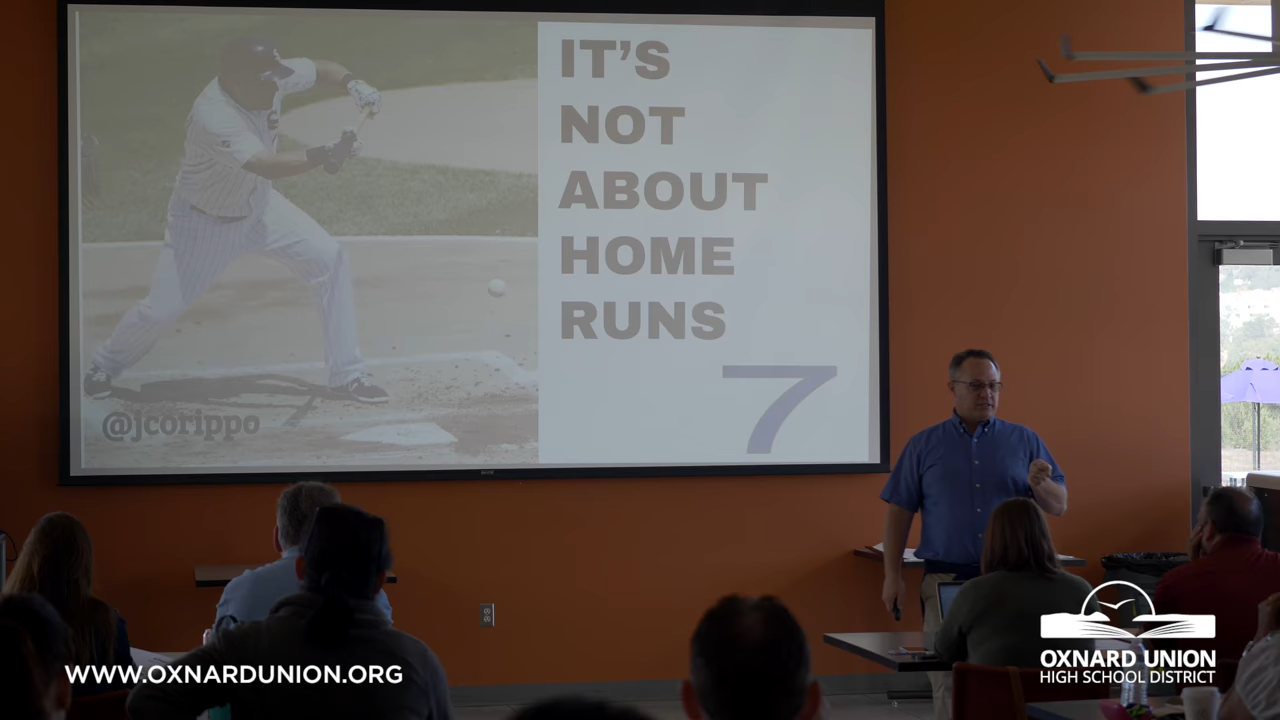 IT'S
NOT
ABOUT
HOME
RUNS
7
@jcorippo
WWW.OXNARDUNION.ORG
OXNARD UNION
HIGH SCHOOL DISTRICT